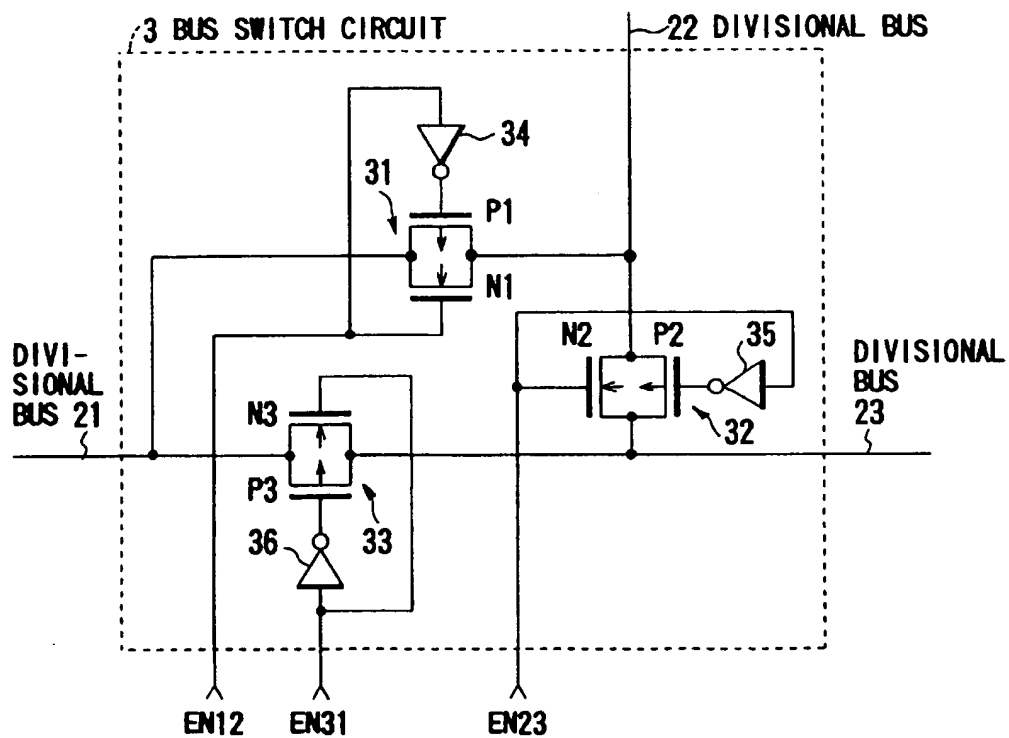 3 BUS SWITCH CIRCUIT
22 DIVISIONAL BUS
34
31
P1
N1
N2
P2
35
DIVI-
SIONAL
BUS 21
DIVISIONAL
BUS
23
N3
32
P3
36
33
EN12
EN31
EN23